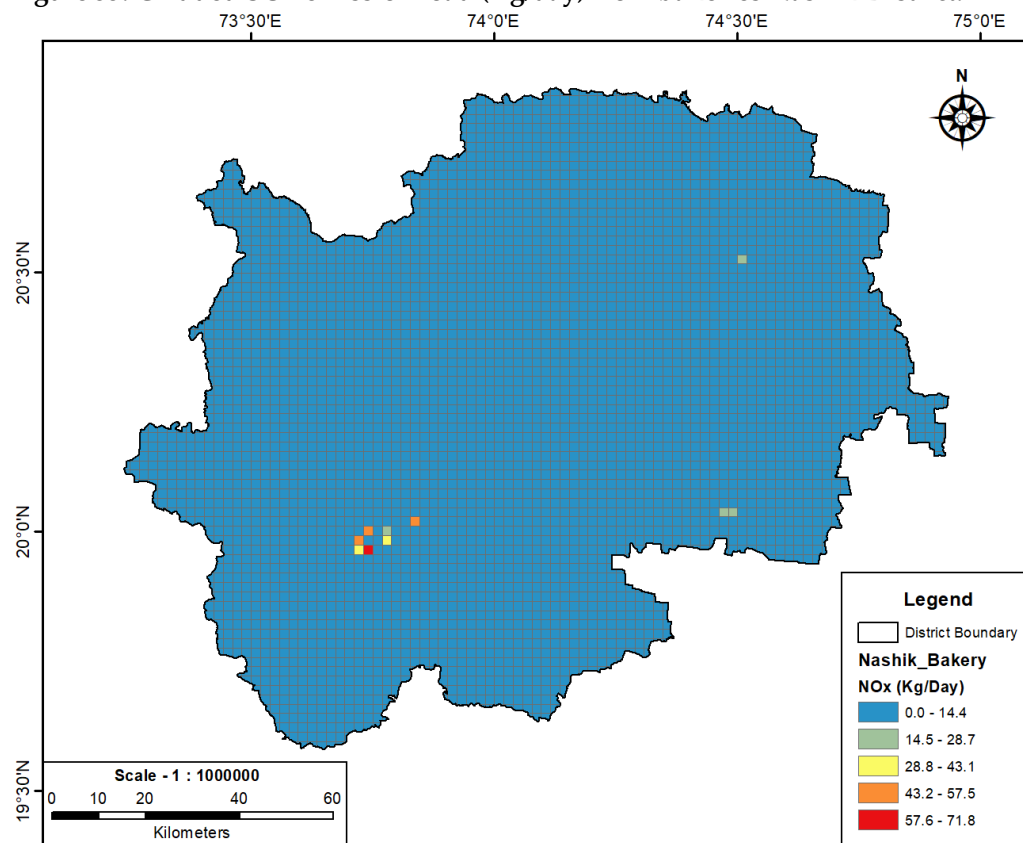 73°30'E 74°0'E 74°30'E 75°0'E
N
20°30'N
20°0'N
19°30'N
Scale - 1 : 1000000
0 10 20 40 60
Kilometers
Legend
District Boundary
Nashik_Bakery
NOx (Kg/Day)
0.0 - 14.4
14.5 - 28.7
28.8 - 43.1
43.2 - 57.5
57.6 - 71.8